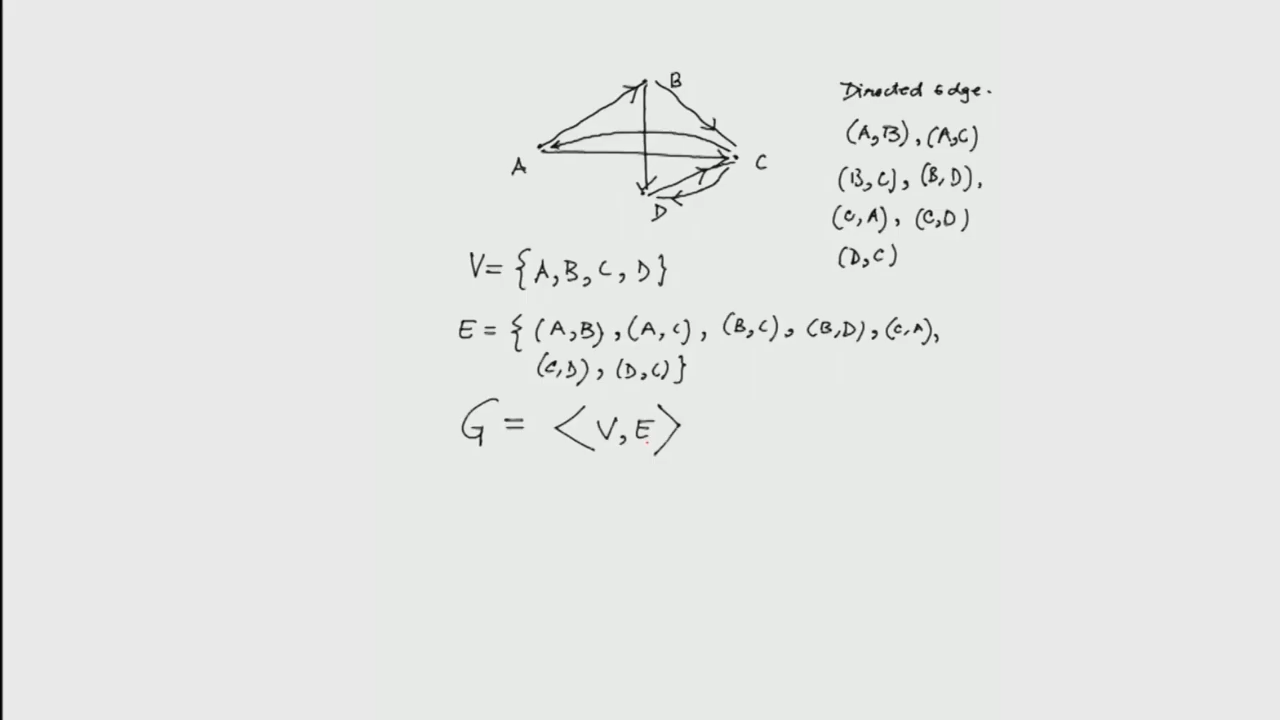 B
A
C
D
Directed Edge.
(A,B), (A,C)
(B,C), (B,D),
(C,A), (C,D)
(D,C)
V= {A,B,C,D}
E = { (A,B), (A,C), (B,C), (B,D), (C,A),
(C,D), (D,C)}
G = <V,E>